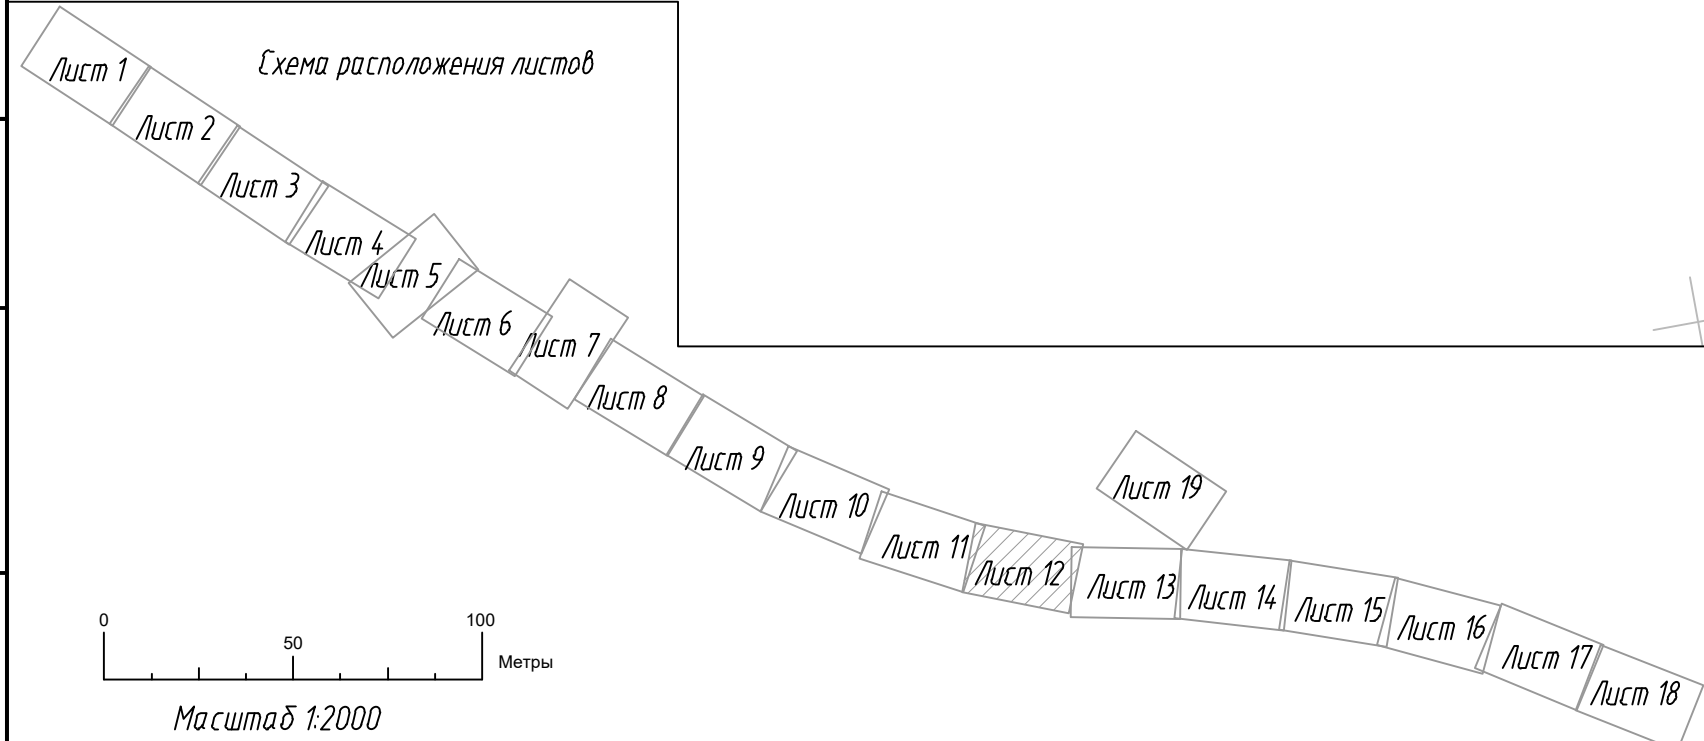 Схема расположения листов
Лист 1
Лист 2
Лист 3
Лист 4
Лист 5
Лист 6
Лист 7
Лист 8
Лист 9
Лист 10
Лист 11
Лист 12
Лист 13
Лист 14
Лист 15
Лист 16
Лист 17
Лист 18
Лист 19
0 50 100
Метры
Масштаб 1:2000